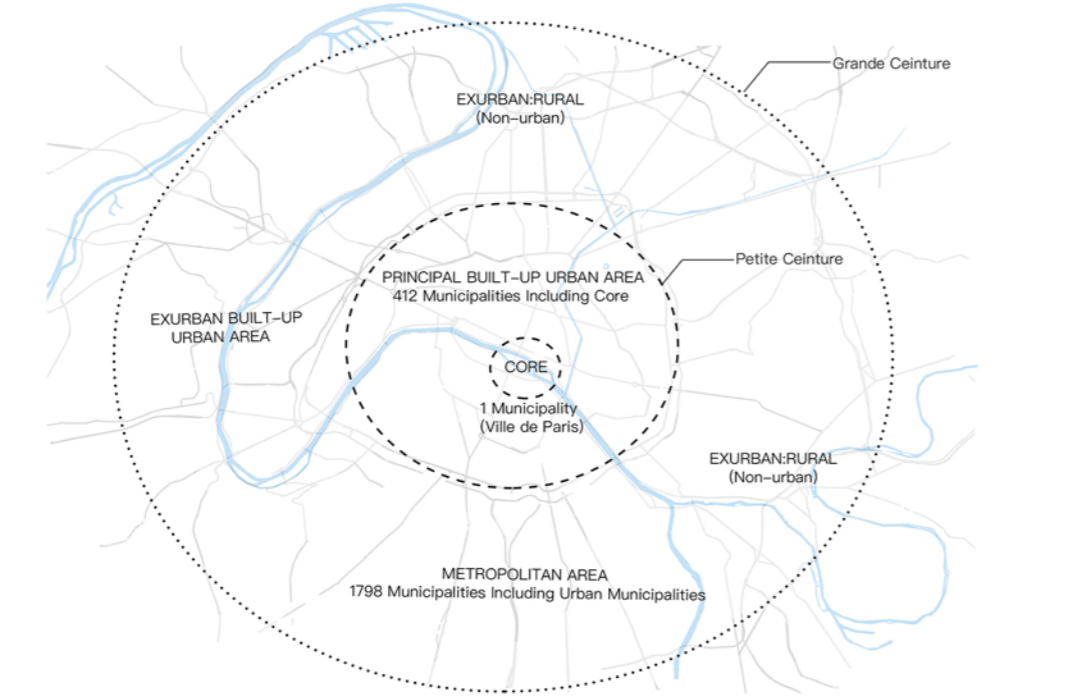 Grande Ceinture
EXURBAN:RURAL
(Non-urban)
Petite Ceinture
PRINCIPAL BUILT-UP URBAN AREA
412 Municipalities Including Core
EXURBAN BUILT-UP
URBAN AREA
CORE
1 Municipality
(Ville de Paris)
EXURBAN:RURAL
(Non-urban)
METROPOLITAN AREA
1798 Municipalities Including Urban Municipalities